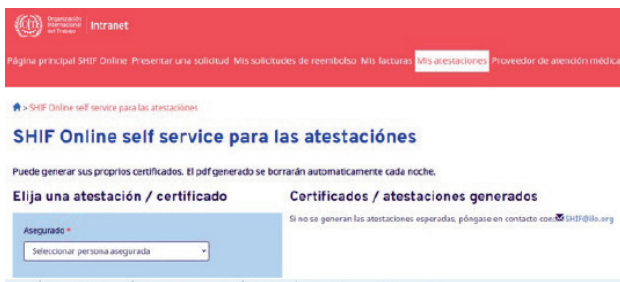 Organización
Internacional
del Trabajo
Intranet
Página principal SHIF Online Presentar una solicitud Mis solicitudes de reembolso Mis facturas Mis atestaciones Proveedor de atención médica
> SHIF Online self service para las atestaciónes
SHIF Online self service para las atestaciónes
Puede generar sus proprios certificados. El pdf generado se borrarán automaticamente cada noche.
Elija una atestación / certificado
Asegurado *
Seleccionar persona asegurada
Certificados / atestaciones generados
Si no se generan las atestaciones esperadas, póngase en contacto con: SHIF@ilo.org